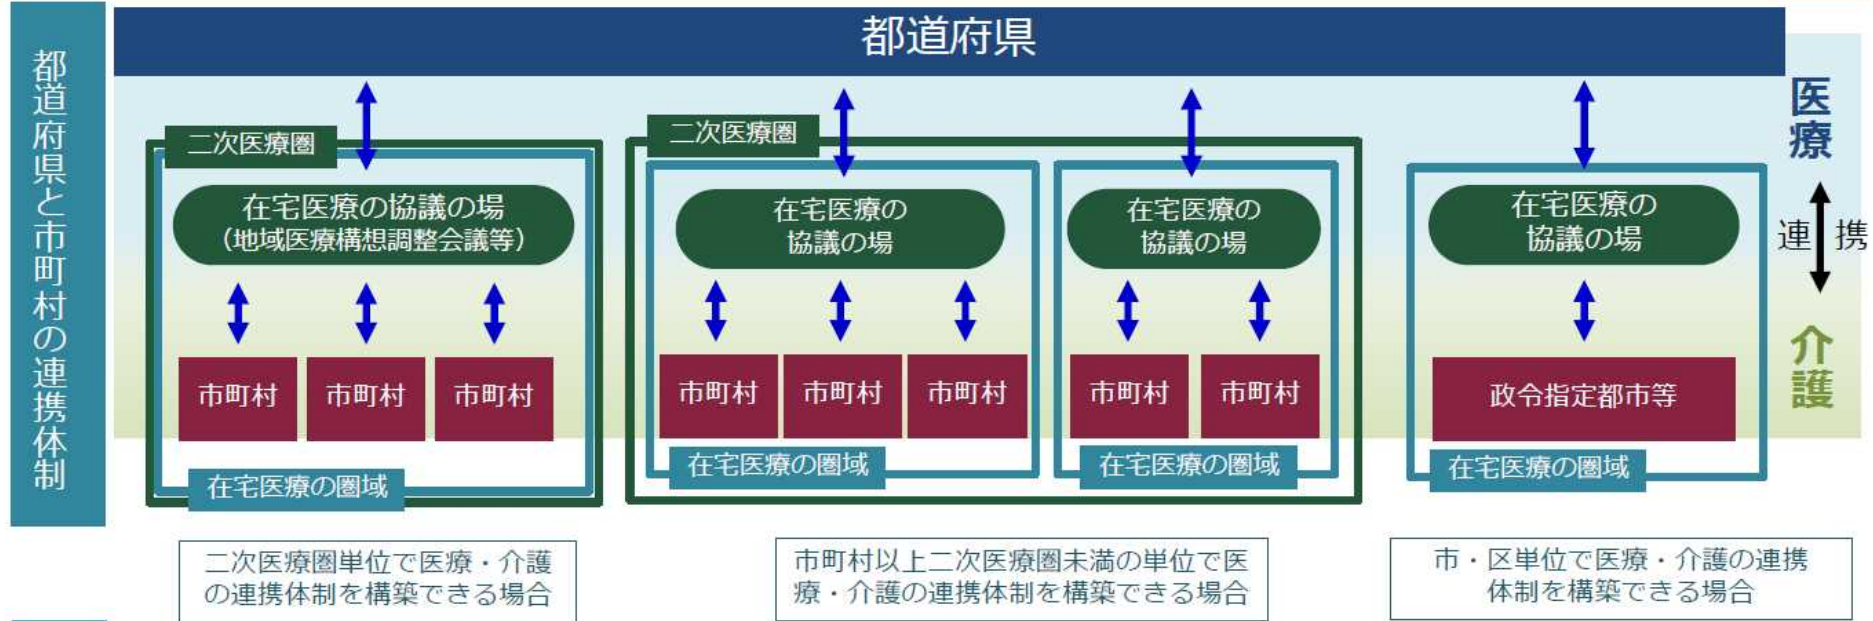 都道府県と市町村の連携体制
都道府県
二次医療圏
在宅医療の協議の場
（地域医療構想調整会議等）
市町村
市町村
市町村
在宅医療の圏域
二次医療圏単位で医療・介護
の連携体制を構築できる場合
二次医療圏
在宅医療の
協議の場
市町村
市町村
市町村
在宅医療の圏域
在宅医療の
協議の場
市町村
市町村
在宅医療の圏域
市町村以上二次医療圏未満の単位で医
療・介護の連携体制を構築できる場合
在宅医療の
協議の場
政令指定都市等
在宅医療の圏域
市・区単位で医療・介護の連携
体制を構築できる場合
医療
連携
介護